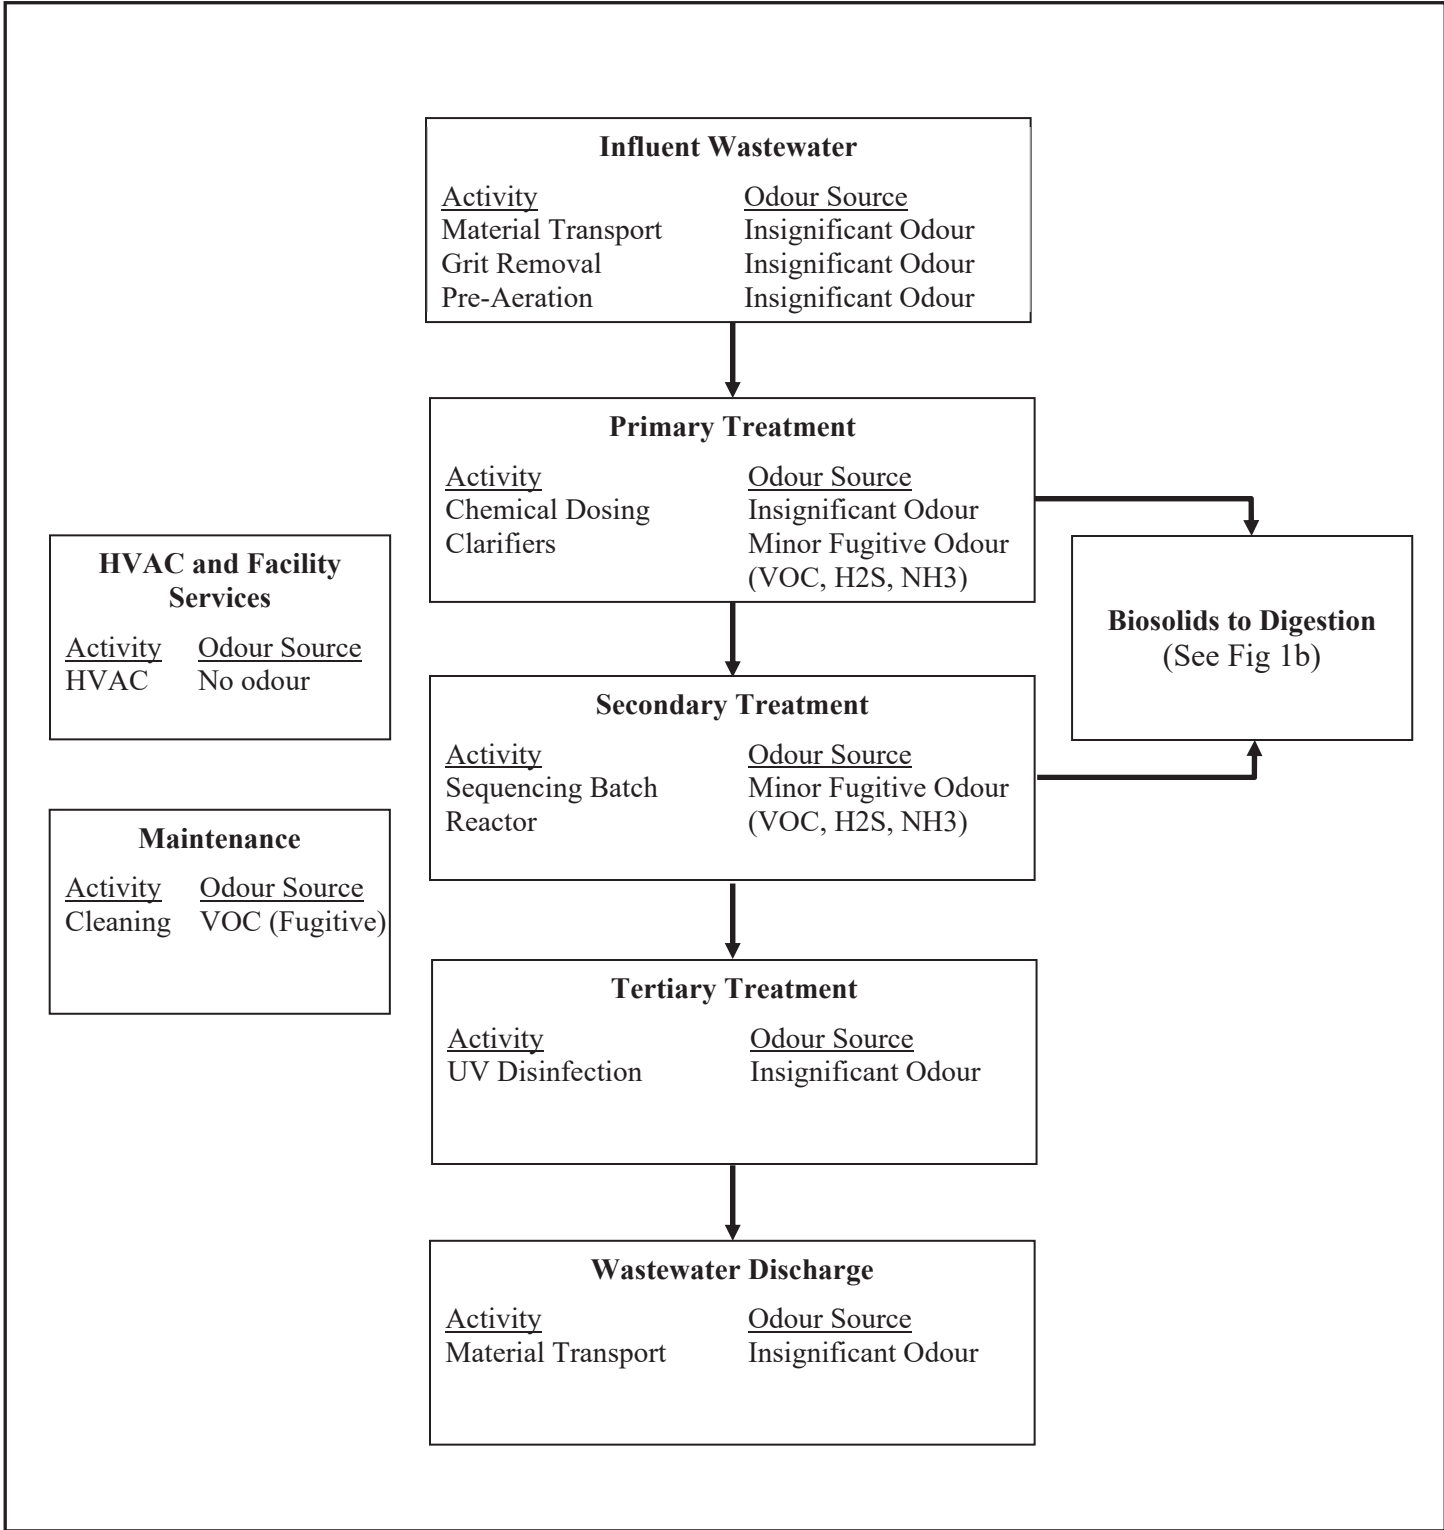 Influent Wastewater
Activity Odour Source
Material Transport Insignificant Odour
Grit Removal Insignificant Odour
Pre-Aeration Insignificant Odour
Primary Treatment
Activity Odour Source
Chemical Dosing Insignificant Odour
Clarifiers Minor Fugitive Odour
(VOC, H2S, NH3)
HVAC and Facility
Services
Activity Odour Source
HVAC No odour
Biosolids to Digestion
(See Fig 1b)
Secondary Treatment
Activity Odour Source
Sequencing Batch Minor Fugitive Odour
Reactor (VOC, H2S, NH3)
Maintenance
Activity Odour Source
Cleaning VOC (Fugitive)
Tertiary Treatment
Activity Odour Source
UV Disinfection Insignificant Odour
Wastewater Discharge
Activity Odour Source
Material Transport Insignificant Odour